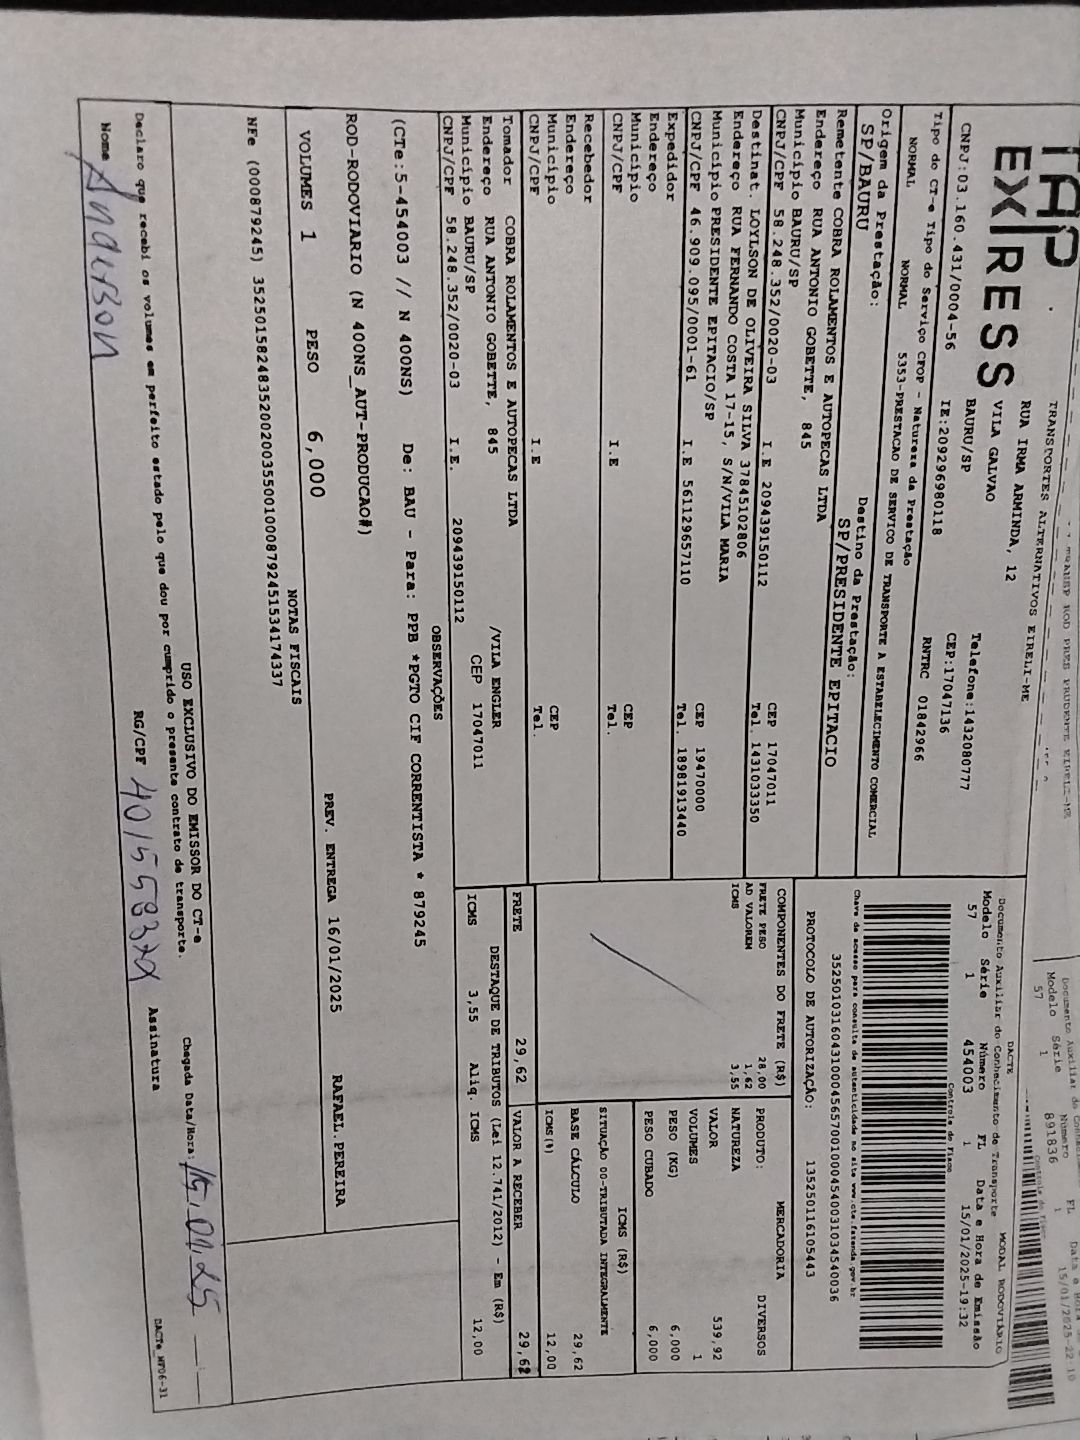 TRANSPORTES ALTERNATIVOS EIRELI-ME
TAP
EXPRESS
RUA IRMA ARMINDA, 12
VILA GALVAO
BAURU/SP
Telefone:1432080777
CEP:17047136
CNPJ:03.160.431/0004-56
IE:209296980118
RNTRC 01842966
Tipo do CT-e Tipo do Serviço CFOP - Natureza da Prestação
NORMAL NORMAL 5353-PRESTACAO DE SERVICO DE TRANSPORTE A ESTABELECIMENTO COMERCIAL
Origem da Prestação: Destino da Prestação:
SP/BAURU SP/PRESIDENTE EPITACIO
Remetente COBRA ROLAMENTOS E AUTOPECAS LTDA
Endereço RUA ANTONIO GOBETTE, 845
Município BAURU/SP CEP 17047011
CNPJ/CPF 58.248.352/0020-03 I.E 209439150112 Tel. 1431033350
Destinat. LOYLSON DE OLIVEIRA SILVA 37845102806
Endereço RUA FERNANDO COSTA 17-15, S/N/VILA MARIA
Município PRESIDENTE EPITACIO/SP CEP 19470000
CNPJ/CPF 46.909.095/0001-61 I.E 561129657110 Tel. 18981913440
Expedidor
Endereço
Município CEP
CNPJ/CPF I.E Tel.
Recebedor
Endereço
Município CEP
CNPJ/CPF I.E Tel.
Tomador COBRA ROLAMENTOS E AUTOPECAS LTDA
Endereço RUA ANTONIO GOBETTE, 845 /VILA ENGLER
Município BAURU/SP CEP 17047011
CNPJ/CPF 58.248.352/0020-03 I.E. 209439150112
DACTE
Documento Auxiliar do Conhecimento de Transporte MODAL RODOVIÁRIO
Modelo Série Número FL Data e Hora de Emissão
57 1 454003 1 15/01/2025-19:32
Controle do Fisco
Chave de acesso para consulta de autenticidade no site www.cte.fazenda.gov.br
35250103160431000456570010004540031034540036
PROTOCOLO DE AUTORIZAÇÃO: 135250116105443
COMPONENTES DO FRETE (R$)
FRETE PESO 28,00
AD VALOREM 1,62
ICMS 3,55
MERCADORIA
PRODUTO: DIVERSOS
NATUREZA
VALOR 539,92
VOLUMES 1
PESO (KG) 6,000
PESO CUBADO 6,000
ICMS (R$)
SITUAÇÃO 00-TRIBUTADA INTEGRALMENTE
BASE CÁLCULO 29,62
ICMS(%) 12,00
FRETE 29,62 VALOR A RECEBER 29,62
DESTAQUE DE TRIBUTOS (Lei 12.741/2012) - Em (R$)
ICMS 3,55 Aliq. ICMS 12,00
OBSERVAÇÕES
(CTe:5-454003 // N 400NS) De: BAU - Para: PPB *PGTO CIF CORRENTISTA * 879245
ROD-RODOVIARIO (N 400NS_AUT-PRODUCAO#)
VOLUMES 1 PESO 6,000 PREV. ENTREGA 16/01/2025 RAFAEL.PEREIRA
NOTAS FISCAIS
NFe (000879245) 35250158248352002003550010008792451534174337
USO EXCLUSIVO DO EMISSOR DO CT-e
Declaro que recebi os volumes em perfeito estado pelo que dou por cumprido o presente contrato de transporte.
Chegada Data/Hora:
Nome Anderson RG/CPF Assinatura
DACTe_WF06-31
Documento Auxiliar do
Modelo Série Número FL
57 1 891836 1 15/01/2025-22:10